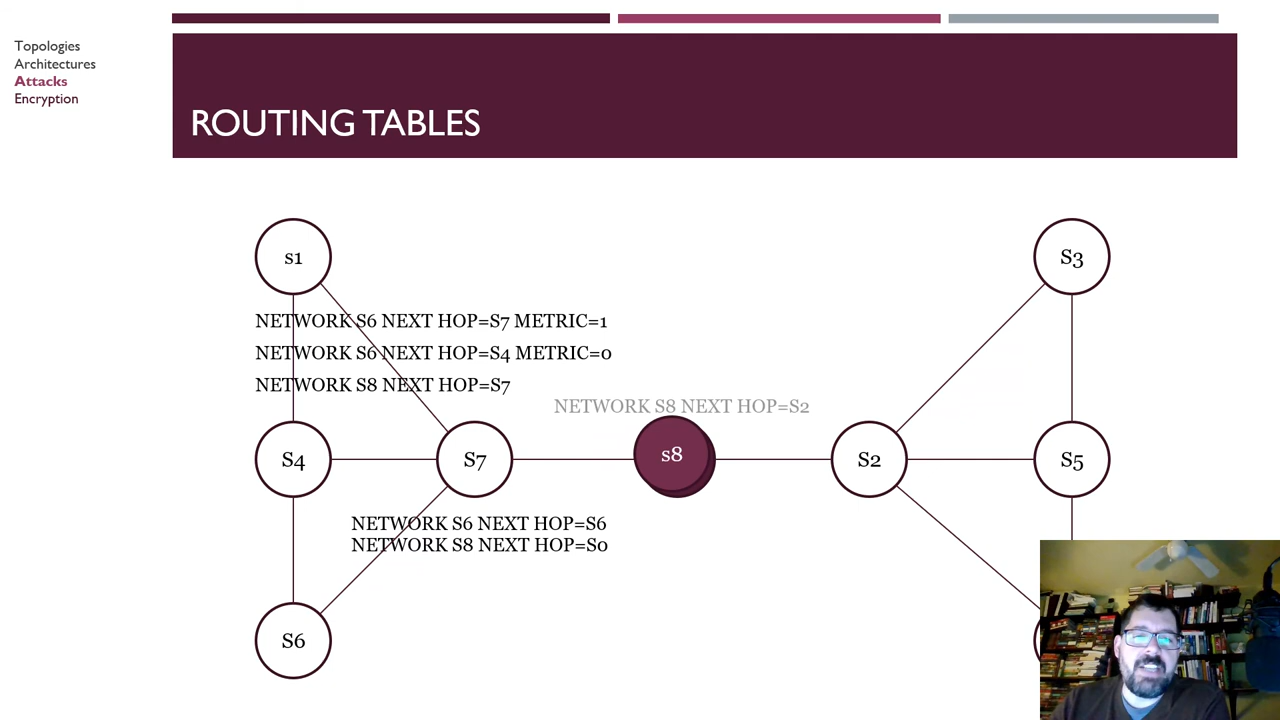 Topologies
Architectures
Attacks
Encryption
ROUTING TABLES
s1
S3
NETWORK S6 NEXT HOP=S7 METRIC=1
NETWORK S6 NEXT HOP=S4 METRIC=0
NETWORK S8 NEXT HOP=S7
NETWORK S8 NEXT HOP=S2
S4
S7
s8
S2
S5
NETWORK S6 NEXT HOP=S6
NETWORK S8 NEXT HOP=S0
S6